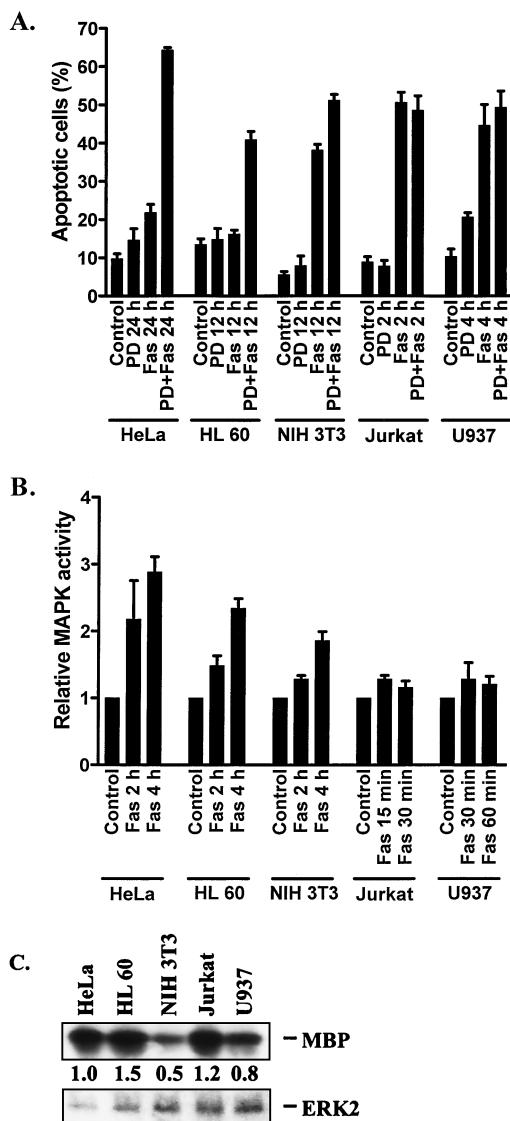 A.
Apoptotic cells (%)
70
60
50
40
30
20
10
0
Control
PD 24 h
Fas 24 h
PD+Fas 24 h
Control
PD 12 h
Fas 12 h
PD+Fas 12 h
Control
PD 12 h
Fas 12 h
PD+Fas 12 h
Control
PD 2 h
Fas 2 h
PD+Fas 2 h
Control
PD 4 h
Fas 4 h
PD+Fas 4 h
HeLa HL 60 NIH 3T3 Jurkat U937
B.
Relative MAPK activity
4
3
2
1
0
Control
Fas 2 h
Fas 4 h
Control
Fas 2 h
Fas 4 h
Control
Fas 2 h
Fas 4 h
Control
Fas 15 min
Fas 30 min
Control
Fas 30 min
Fas 60 min
HeLa HL 60 NIH 3T3 Jurkat U937
C.
HeLa
HL 60
NIH 3T3
Jurkat
U937
– MBP
1.0 1.5 0.5 1.2 0.8
– ERK2